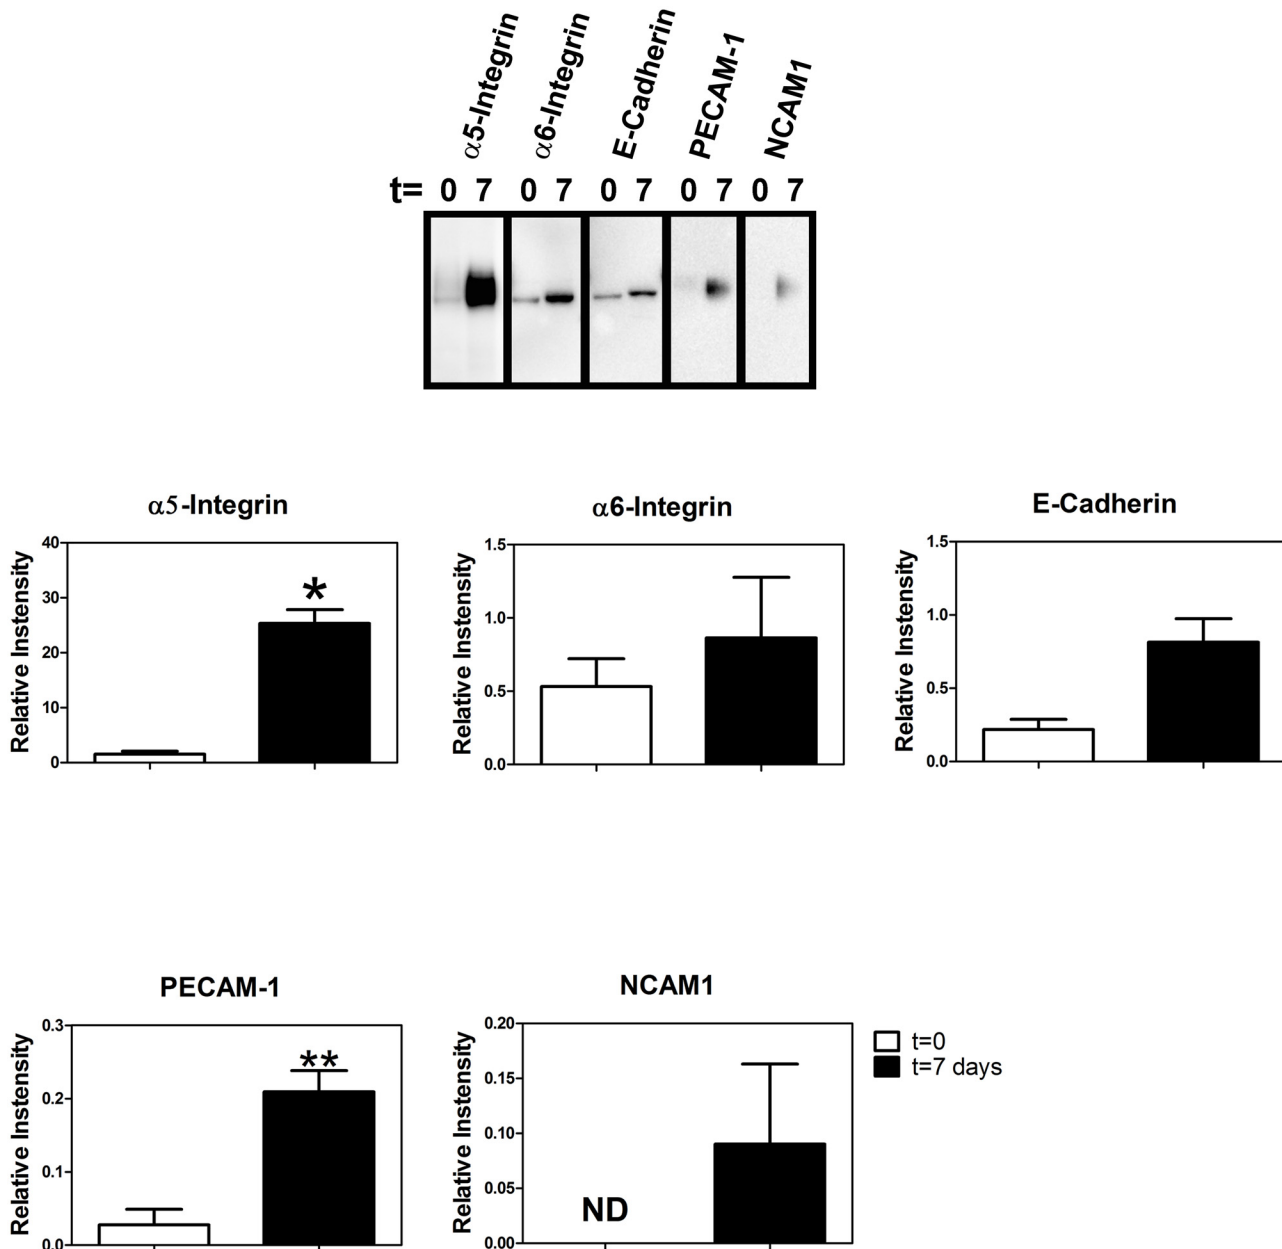 α5-Integrin
α6-Integrin
E-Cadherin
PECAM-1
NCAM1
t= 0 7 0 7 0 7 0 7 0 7
α5-Integrin
Relative Instensity
40
30
20
10
0
*
α6-Integrin
Relative Instensity
1.5
1.0
0.5
0.0
E-Cadherin
Relative Instensity
1.5
1.0
0.5
0.0
PECAM-1
Relative Instensity
0.3
0.2
0.1
0.0
**
NCAM1
Relative Instensity
0.20
0.15
0.10
0.05
0.00
ND
t=0
t=7 days